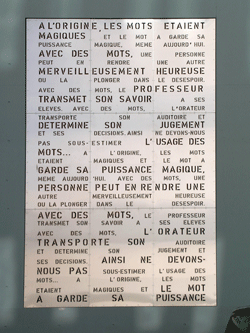 A L'ORIGINE, LES MOTS ETAIENT
MAGIQUES ET LE MOT A GARDE SA
PUISSANCE MAGIQUE, MEME AUJOURD'HUI.
AVEC DES MOTS, UNE PERSONNE
PEUT EN RENDRE UNE AUTRE
MERVEILLEUSEMENT HEUREUSE
OU LA PLONGER DANS LE DESESPOIR.
AVEC DES MOTS, LE PROFESSEUR
TRANSMET SON SAVOIR A SES
ELEVES, AVEC DES MOTS, L'ORATEUR
TRANSPORTE SON AUDITOIRE ET
DETERMINE SON JUGEMENT
ET SES DECISIONS, AINSI NE DEVONS-NOUS
PAS SOUS-ESTIMER L'USAGE DES
MOTS... A L'ORIGINE, LES MOTS
ETAIENT MAGIQUES ET LE MOT A
GARDE SA PUISSANCE MAGIQUE,
MEME AUJOURD'HUI. AVEC DES MOTS, UNE
PERSONNE PEUT EN RENDRE UNE
AUTRE MERVEILLEUSEMENT HEUREUSE
OU LA PLONGER DANS LE DESESPOIR.
AVEC DES MOTS, LE PROFESSEUR
TRANSMET SON SAVOIR A SES ELEVES,
AVEC DES MOTS, L'ORATEUR
TRANSPORTE SON AUDITOIRE
ET DETERMINE SON JUGEMENT ET
SES DECISIONS, AINSI NE DEVONS-
NOUS PAS SOUS-ESTIMER L'USAGE DES
MOTS... A L'ORIGINE, LES MOTS
ETAIENT MAGIQUES ET LE MOT
A GARDE SA PUISSANCE